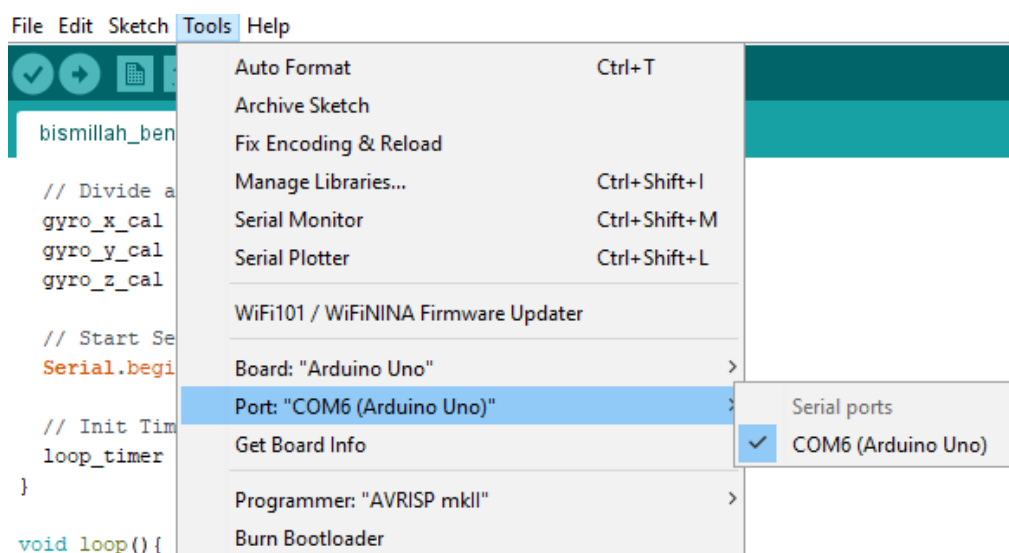 File Edit Sketch Tools Help
Auto Format Ctrl+T
Archive Sketch
bismillah_ben
Fix Encoding & Reload
Manage Libraries... Ctrl+Shift+I
Serial Monitor Ctrl+Shift+M
Serial Plotter Ctrl+Shift+L
WiFi101 / WiFiNINA Firmware Updater
Board: "Arduino Uno"
Port: "COM6 (Arduino Uno)"
Get Board Info
Programmer: "AVRISP mkII"
Burn Bootloader
Serial ports
COM6 (Arduino Uno)
// Divide a
gyro_x_cal
gyro_y_cal
gyro_z_cal
// Start Se
Serial.begi
// Init Tim
loop_timer
}
void loop(){